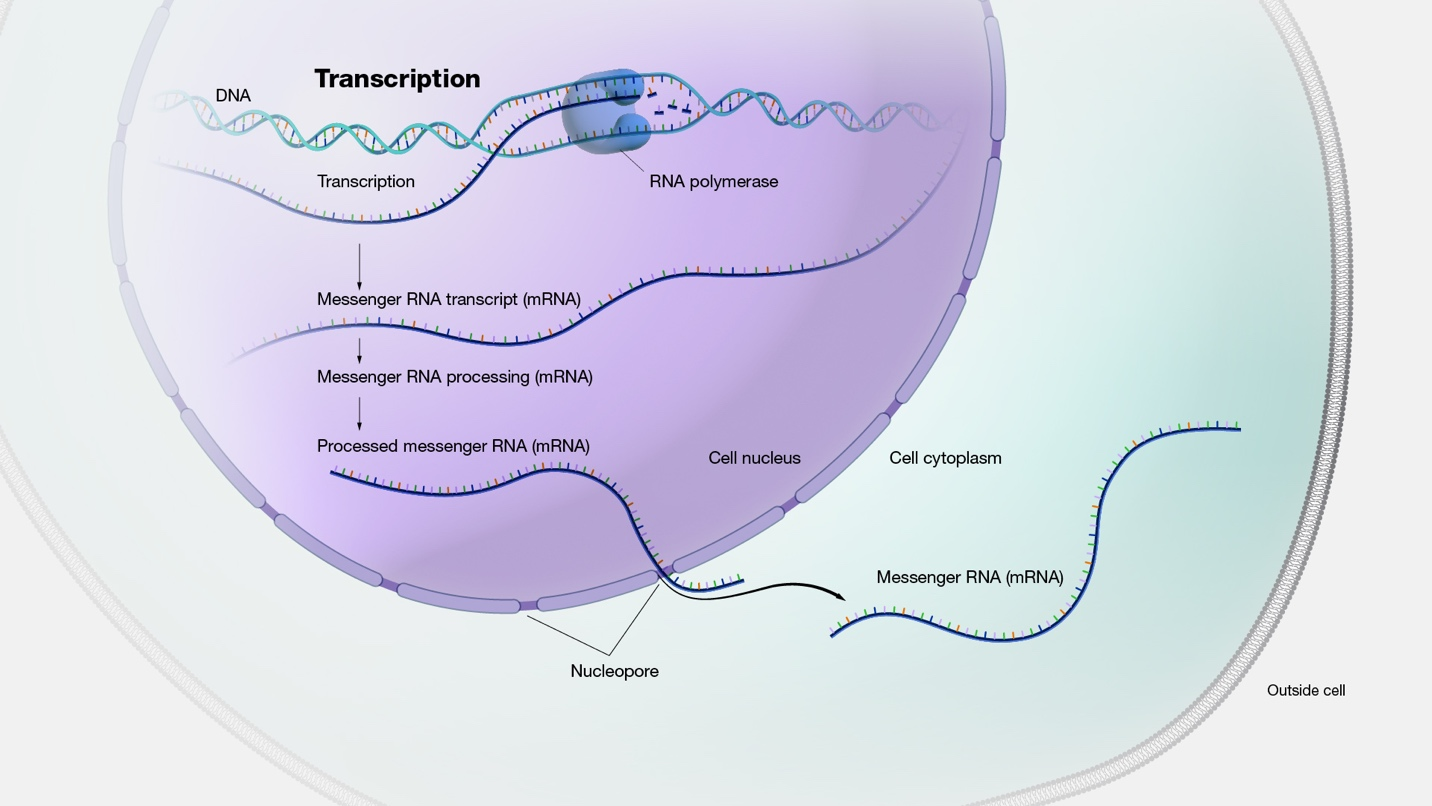 Transcription
DNA
Transcription
RNA polymerase
Messenger RNA transcript (mRNA)
Messenger RNA processing (mRNA)
Processed messenger RNA (mRNA)
Cell nucleus
Cell cytoplasm
Messenger RNA (mRNA)
Nucleopore
Outside cell